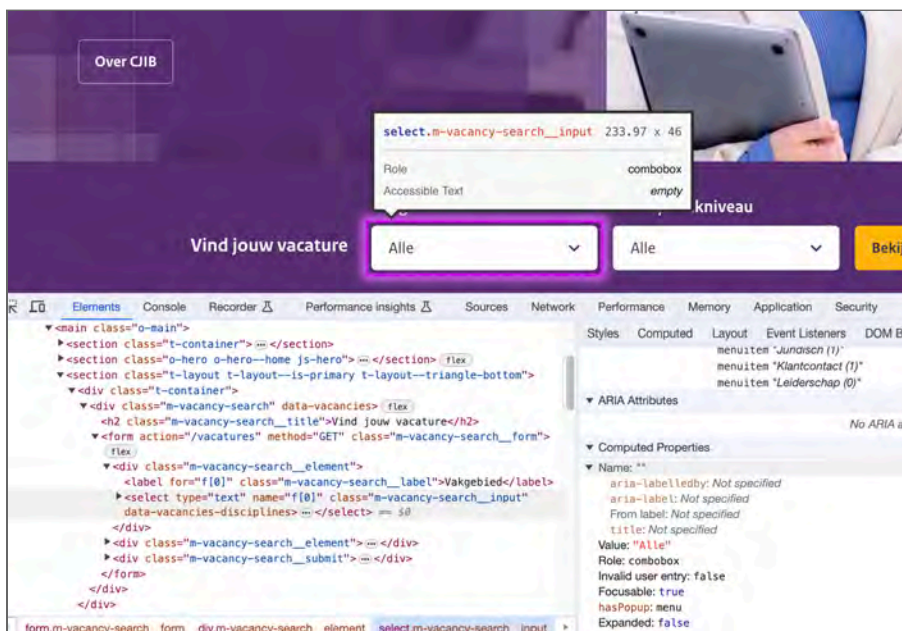 Over CJIB
select.m-vacancy-search__input 233.97 x 46
Role combobox
Accessible Text empty
kniveau
Vind jouw vacature
Alle
Alle
Bekij
Elements Console Recorder Performance insights Sources Network Performance Memory Application Security
▼<main class="o-main">
▶<section class="t-container">…</section>
▶<section class="o-hero o-hero--home js-hero">…</section> flex
▼<section class="t-layout t-layout--is-primary t-layout--triangle-bottom">
▼<div class="t-container">
▼<div class="m-vacancy-search" data-vacancies> flex
<h2 class="m-vacancy-search__title">Vind jouw vacature</h2>
▼<form action="/vacatures" method="GET" class="m-vacancy-search__form">
flex
▼<div class="m-vacancy-search__element">
<label for="f[0]" class="m-vacancy-search__label">Vakgebied</label>
▶<select type="text" name="f[0]" class="m-vacancy-search__input"
data-vacancies-disciplines>…</select> == $0
</div>
▶<div class="m-vacancy-search__element">…</div>
▶<div class="m-vacancy-search__submit">…</div>
</form>
</div>
</div>
form.m-vacancy-search__form div.m-vacancy-search__element select.m-vacancy-search__input
Styles Computed Layout Event Listeners DOM B
menuitem "Juridisch (1)"
menuitem "Klantcontact (1)"
menuitem "Leiderschap (0)"
▼ ARIA Attributes
No ARIA a
▼ Computed Properties
▼ Name: ""
aria-labelledby: Not specified
aria-label: Not specified
From label: Not specified
title: Not specified
Value: "Alle"
Role: combobox
Invalid user entry: false
Focusable: true
hasPopup: menu
Expanded: false